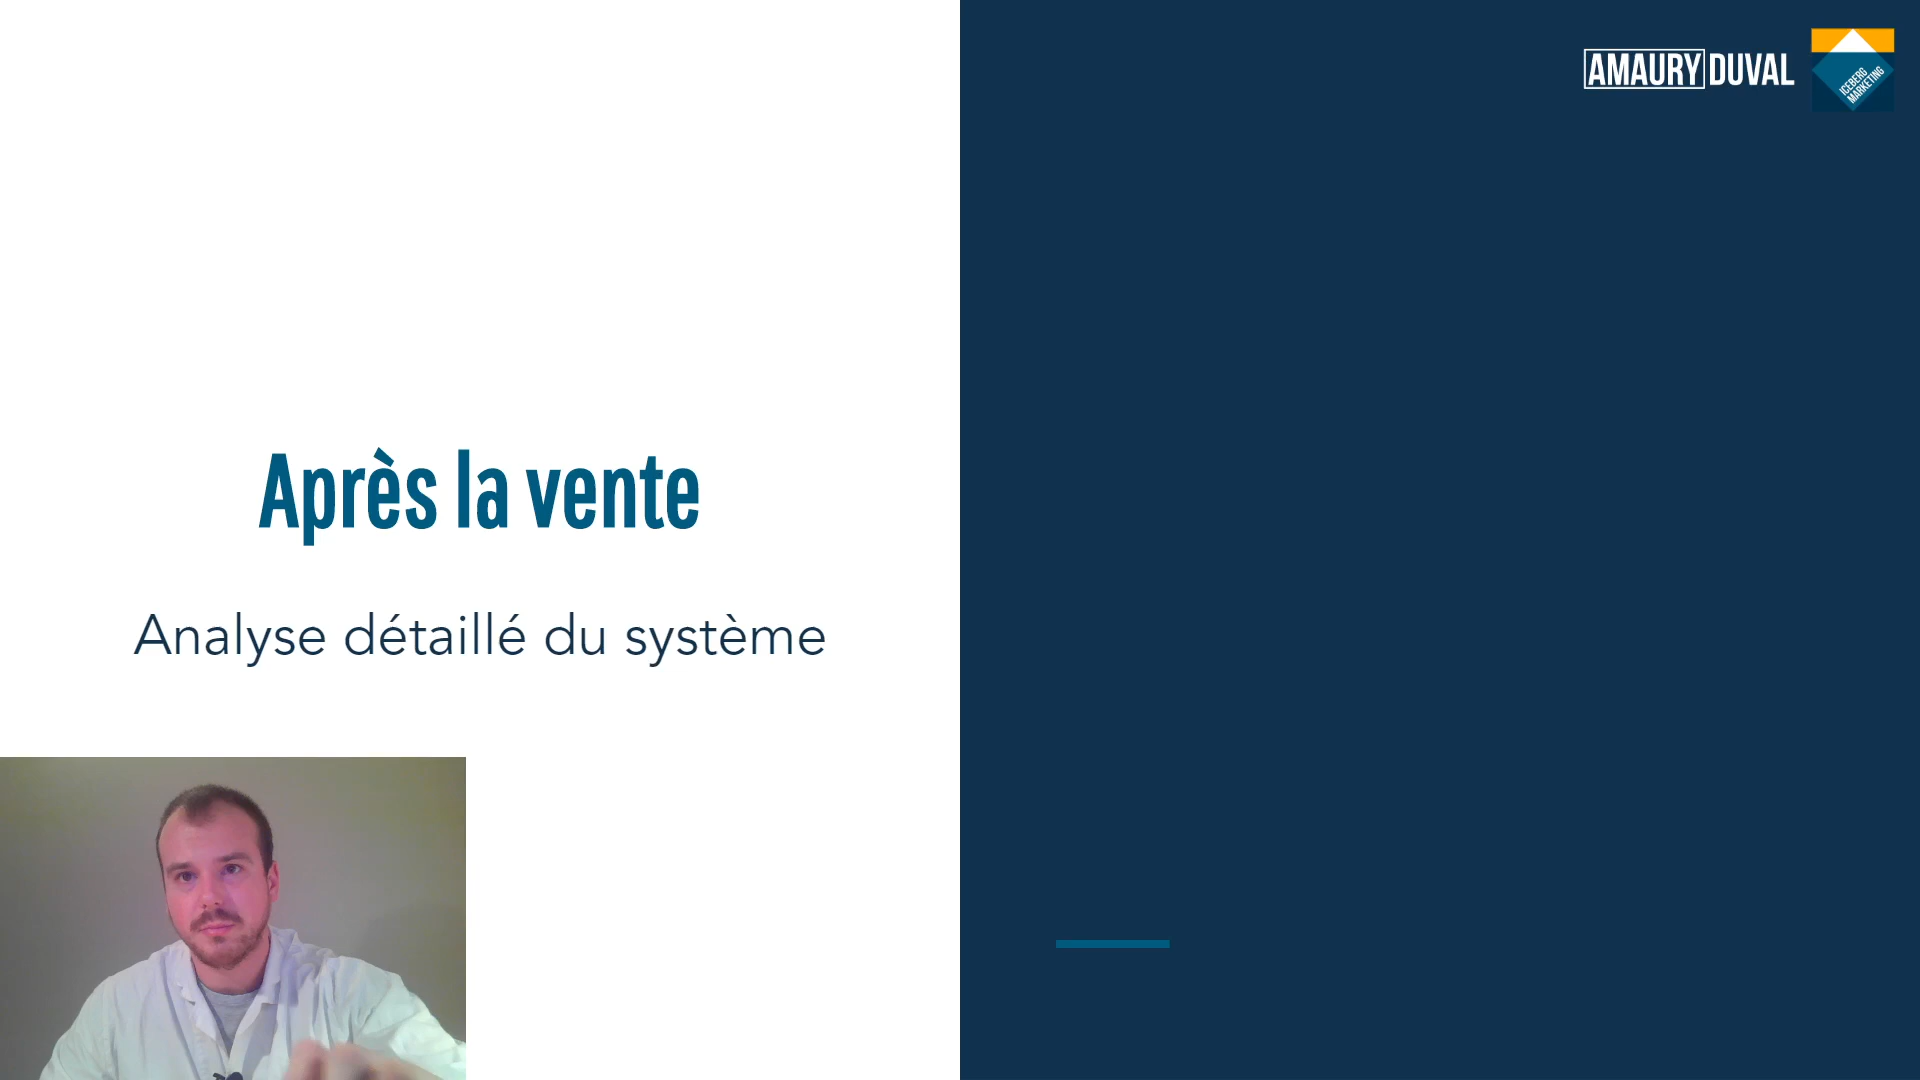 AMAURY DUVAL
ICEBERG
MARKETING
Après la vente
Analyse détaillé du système